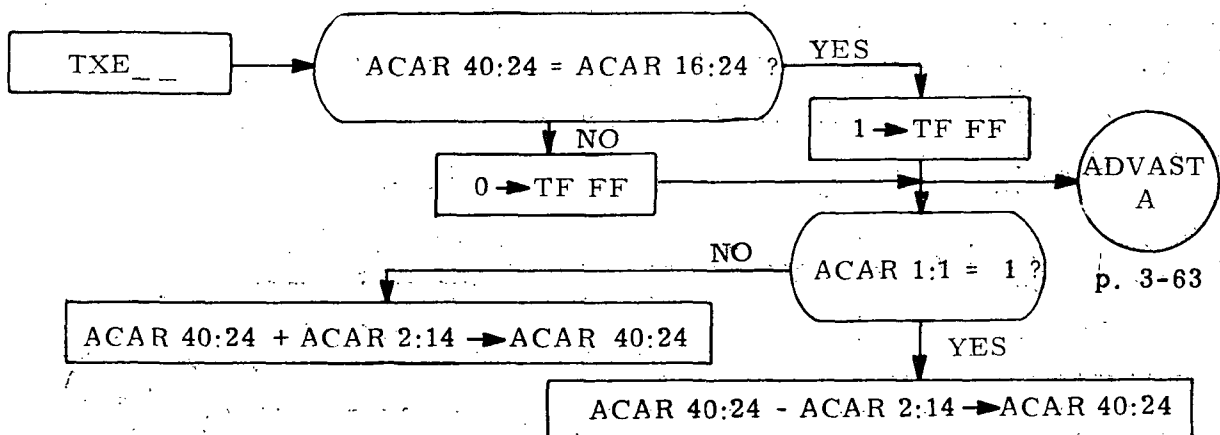 TXE_ _
ACAR 40:24 = ACAR 16:24 ?
YES
1 → TF FF
NO
0 → TF FF
ADVAST
A
p. 3-63
ACAR 1:1 = 1 ?
NO
ACAR 40:24 + ACAR 2:14 → ACAR 40:24
YES
ACAR 40:24 - ACAR 2:14 → ACAR 40:24